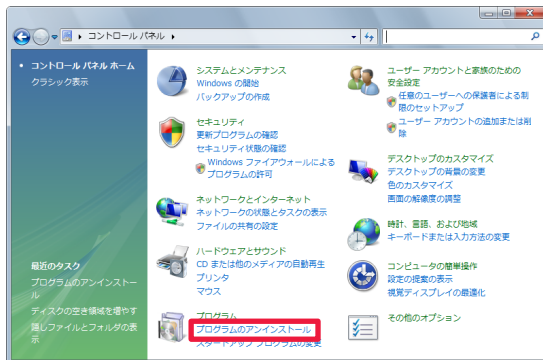 コントロール パネル
コントロール パネル ホーム
クラシック表示
最近のタスク
プログラムのアンインストー
ル
ディスクの空き領域を増やす
隠しファイルとフォルダの表
示
システムとメンテナンス
Windows の開始
バックアップの作成
セキュリティ
更新プログラムの確認
セキュリティ状態の確認
Windows ファイアウォールによる
プログラムの許可
ネットワークとインターネット
ネットワークの状態とタスクの表示
ファイルの共有の設定
ハードウェアとサウンド
CD または他のメディアの自動再生
プリンタ
マウス
プログラム
プログラムのアンインストール
スタートアップ プログラムの変更
ユーザー アカウントと家族のための
安全設定
任意のユーザーへの保護者による制
限のセットアップ
ユーザー アカウントの追加または削
除
デスクトップのカスタマイズ
デスクトップの背景の変更
色のカスタマイズ
画面の解像度の調整
時計、言語、および地域
キーボードまたは入力方法の変更
コンピュータの簡単操作
設定の提案の表示
視覚ディスプレイの最適化
その他のオプション